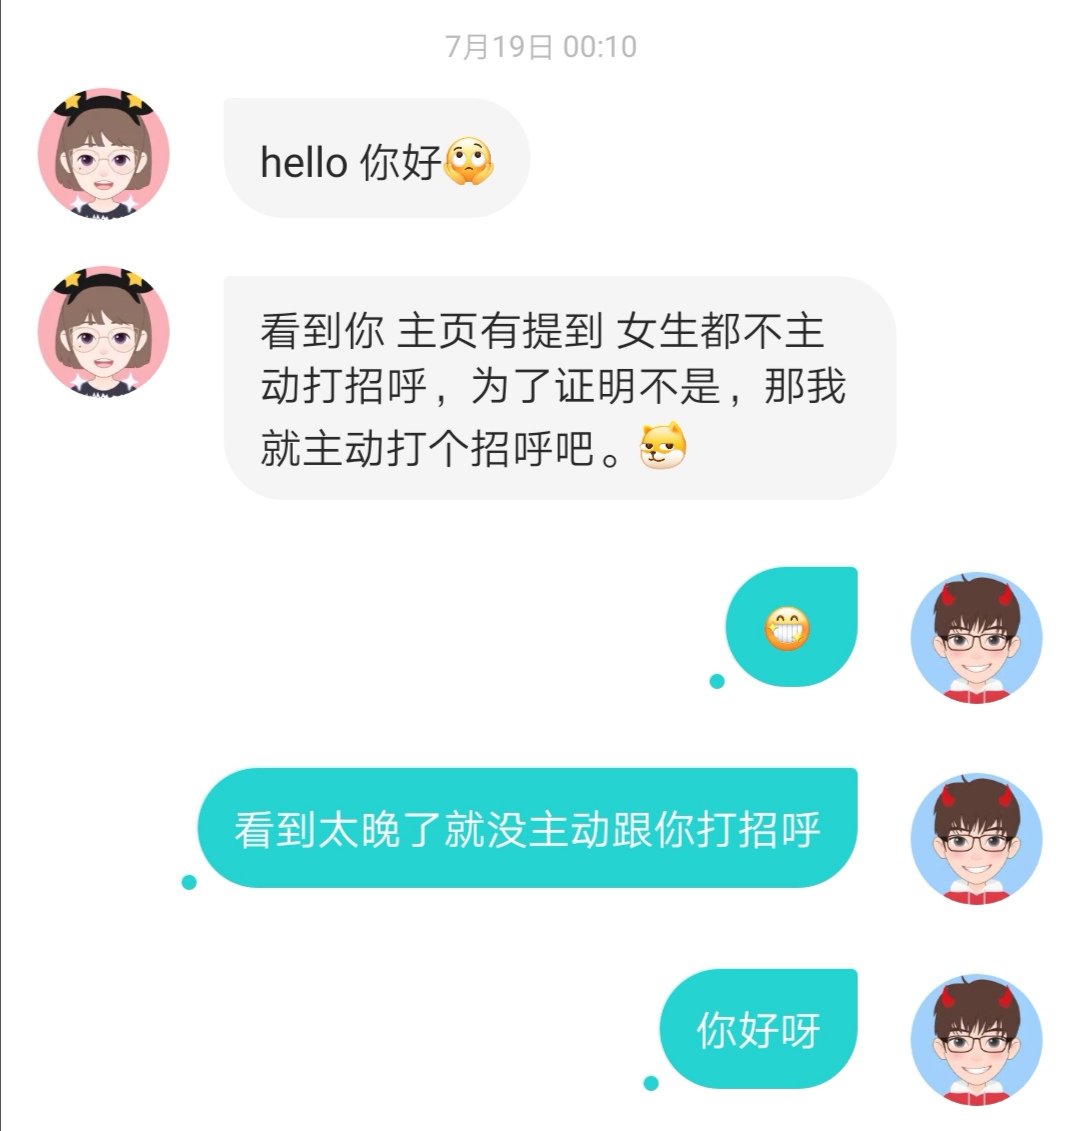 7月19日 00:10
hello 你好🙄
看到你 主页有提到 女生都不主
动打招呼，为了证明不是，那我
就主动打个招呼吧。
看到太晚了就没主动跟你打招呼
你好呀